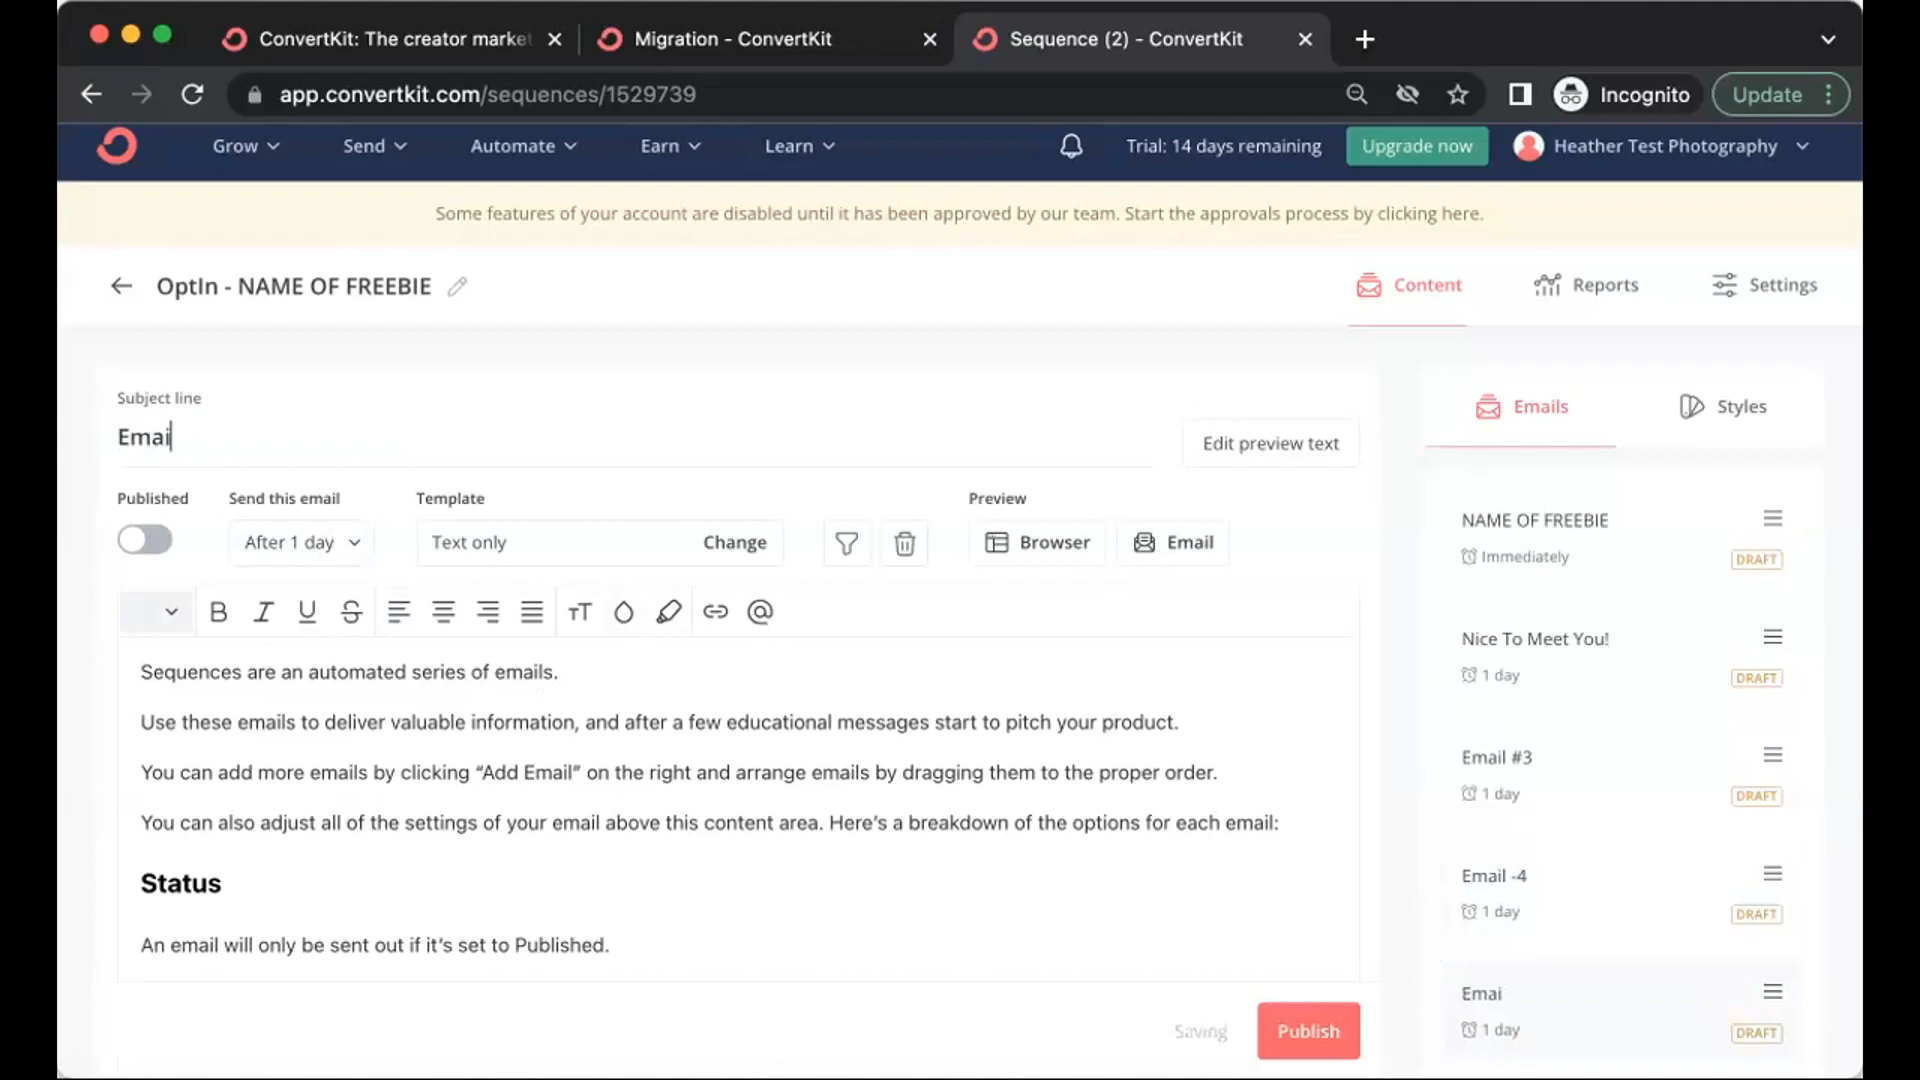 ConvertKit: The creator marke
Migration - ConvertKit
Sequence (2) - ConvertKit
app.convertkit.com/sequences/1529739
Incognito
Update
Grow
Send
Automate
Earn
Learn
Trial: 14 days remaining
Upgrade now
Heather Test Photography
Some features of your account are disabled until it has been approved by our team. Start the approvals process by clicking here.
OptIn - NAME OF FREEBIE
Content
Reports
Settings
Subject line
Emai
Edit preview text
Published
Send this email
Template
Preview
After 1 day
Text only
Change
Browser
Email
B I U S
TT
Sequences are an automated series of emails.
Use these emails to deliver valuable information, and after a few educational messages start to pitch your product.
You can add more emails by clicking “Add Email” on the right and arrange emails by dragging them to the proper order.
You can also adjust all of the settings of your email above this content area. Here’s a breakdown of the options for each email:
Status
An email will only be sent out if it’s set to Published.
Saving
Publish
Emails
Styles
NAME OF FREEBIE
Immediately
DRAFT
Nice To Meet You!
1 day
DRAFT
Email #3
1 day
DRAFT
Email -4
1 day
DRAFT
Emai
1 day
DRAFT